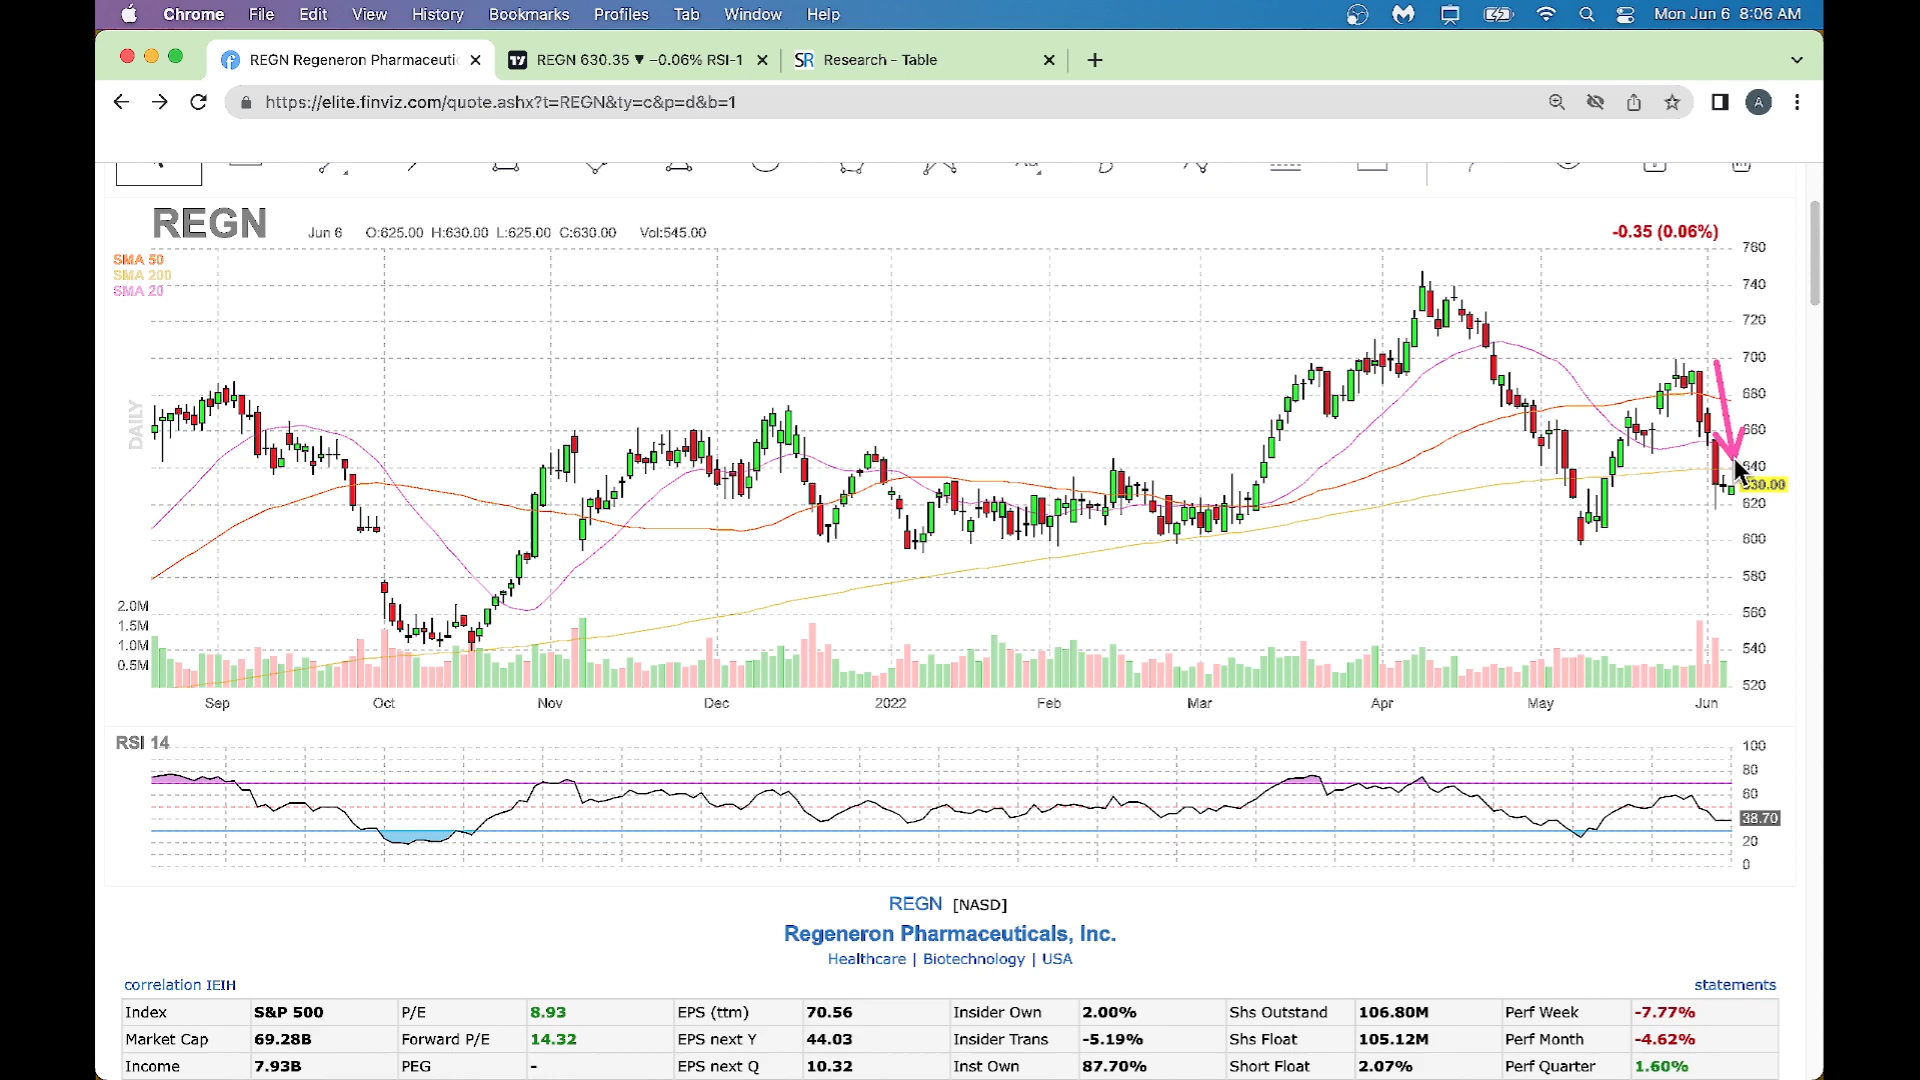 Chrome File Edit View History Bookmarks Profiles Tab Window Help Mon Jun 6 8:06 AM
REGN Regeneron Pharmaceutic REGN 630.35 ▼ −0.06% RSI-1 SR Research - Table
https://elite.finviz.com/quote.ashx?t=REGN&ty=c&p=d&b=1 A
REGN Jun 6 O:625.00 H:630.00 L:625.00 C:630.00 Vol:545.00 -0.35 (0.06%)
SMA 50
SMA 200
SMA 20
DAILY
760
740
720
700
680
660
640
630.00
620
600
580
560
540
520
2.0M
1.5M
1.0M
0.5M
Sep Oct Nov Dec 2022 Feb Mar Apr May Jun
RSI 14
100
80
60
38.70
20
0
REGN [NASD]
Regeneron Pharmaceuticals, Inc.
Healthcare | Biotechnology | USA
correlation IEIH statements
Index S&P 500 P/E 8.93 EPS (ttm) 70.56 Insider Own 2.00% Shs Outstand 106.80M Perf Week -7.77%
Market Cap 69.28B Forward P/E 14.32 EPS next Y 44.03 Insider Trans -5.19% Shs Float 105.12M Perf Month -4.62%
Income 7.93B PEG - EPS next Q 10.32 Inst Own 87.70% Short Float 2.07% Perf Quarter 1.60%